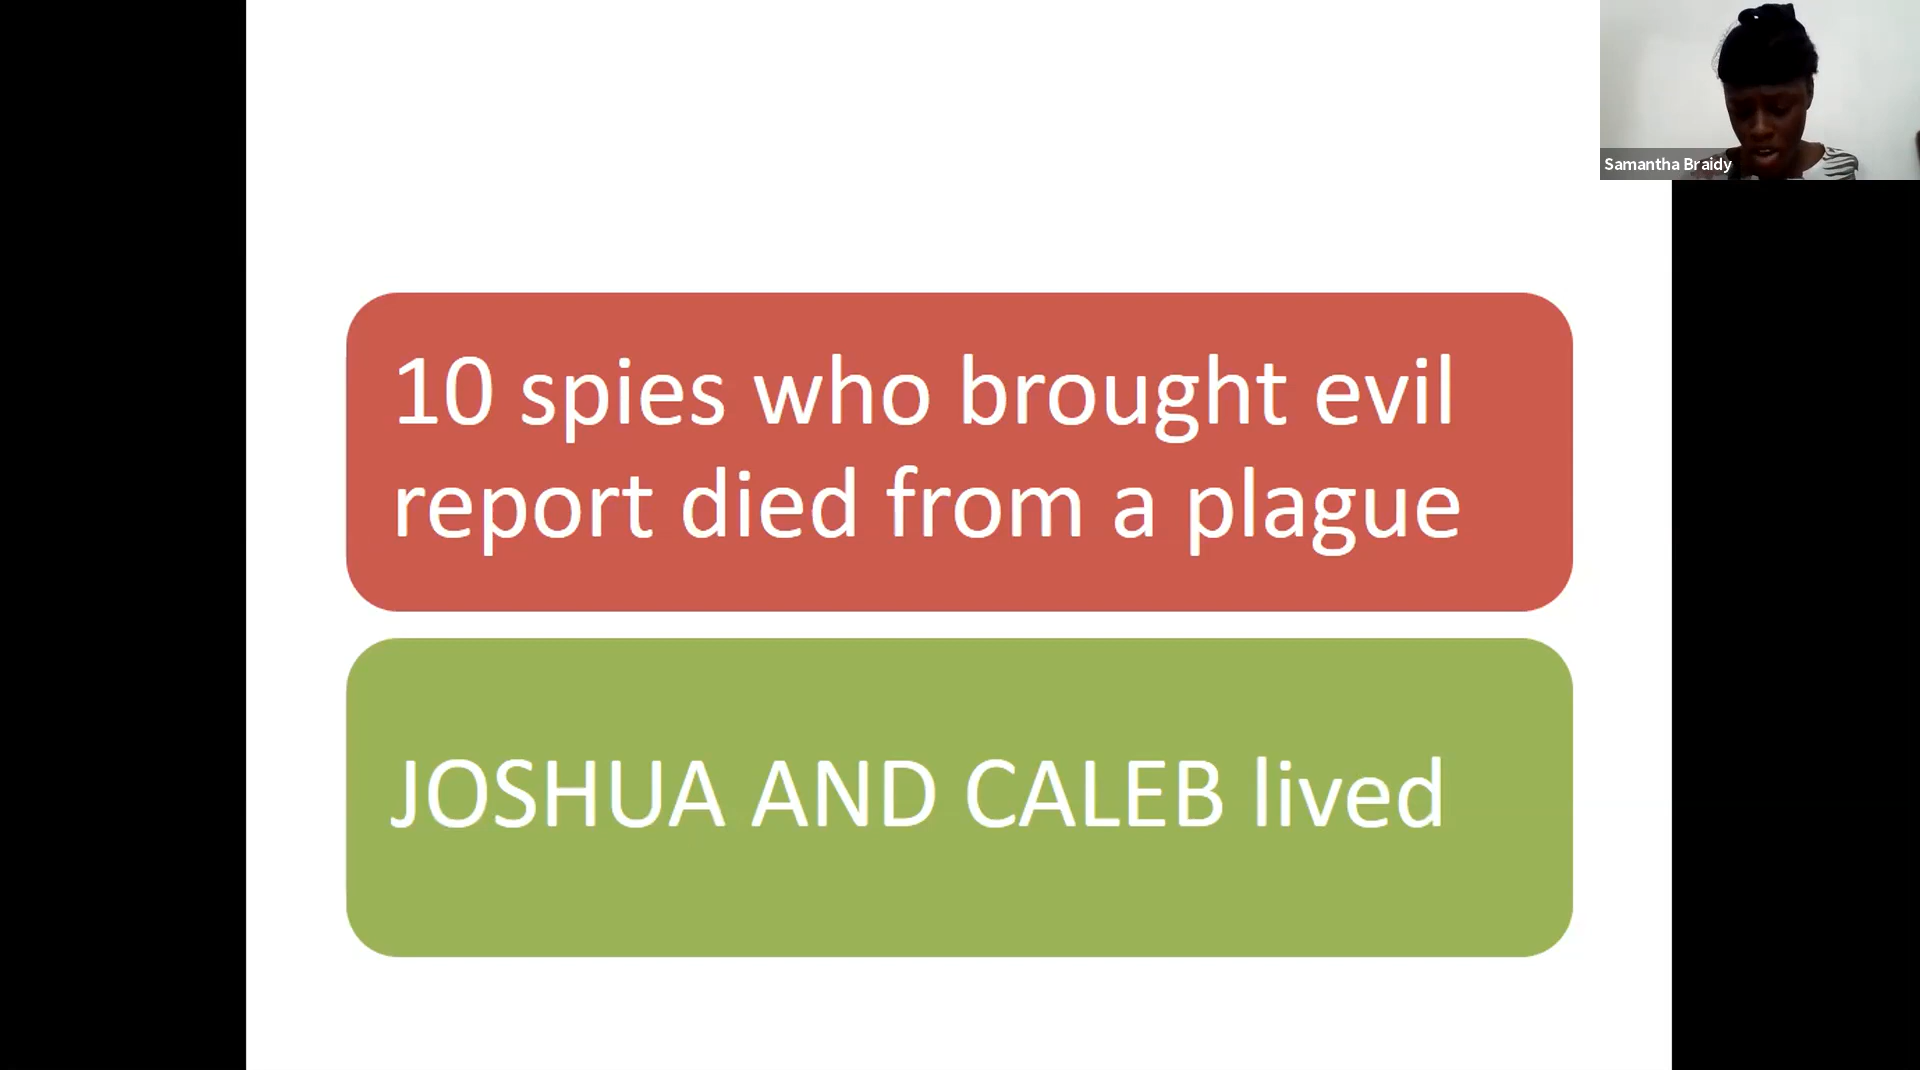 Samantha Braidy
10 spies who brought evil
report died from a plague
JOSHUA AND CALEB lived